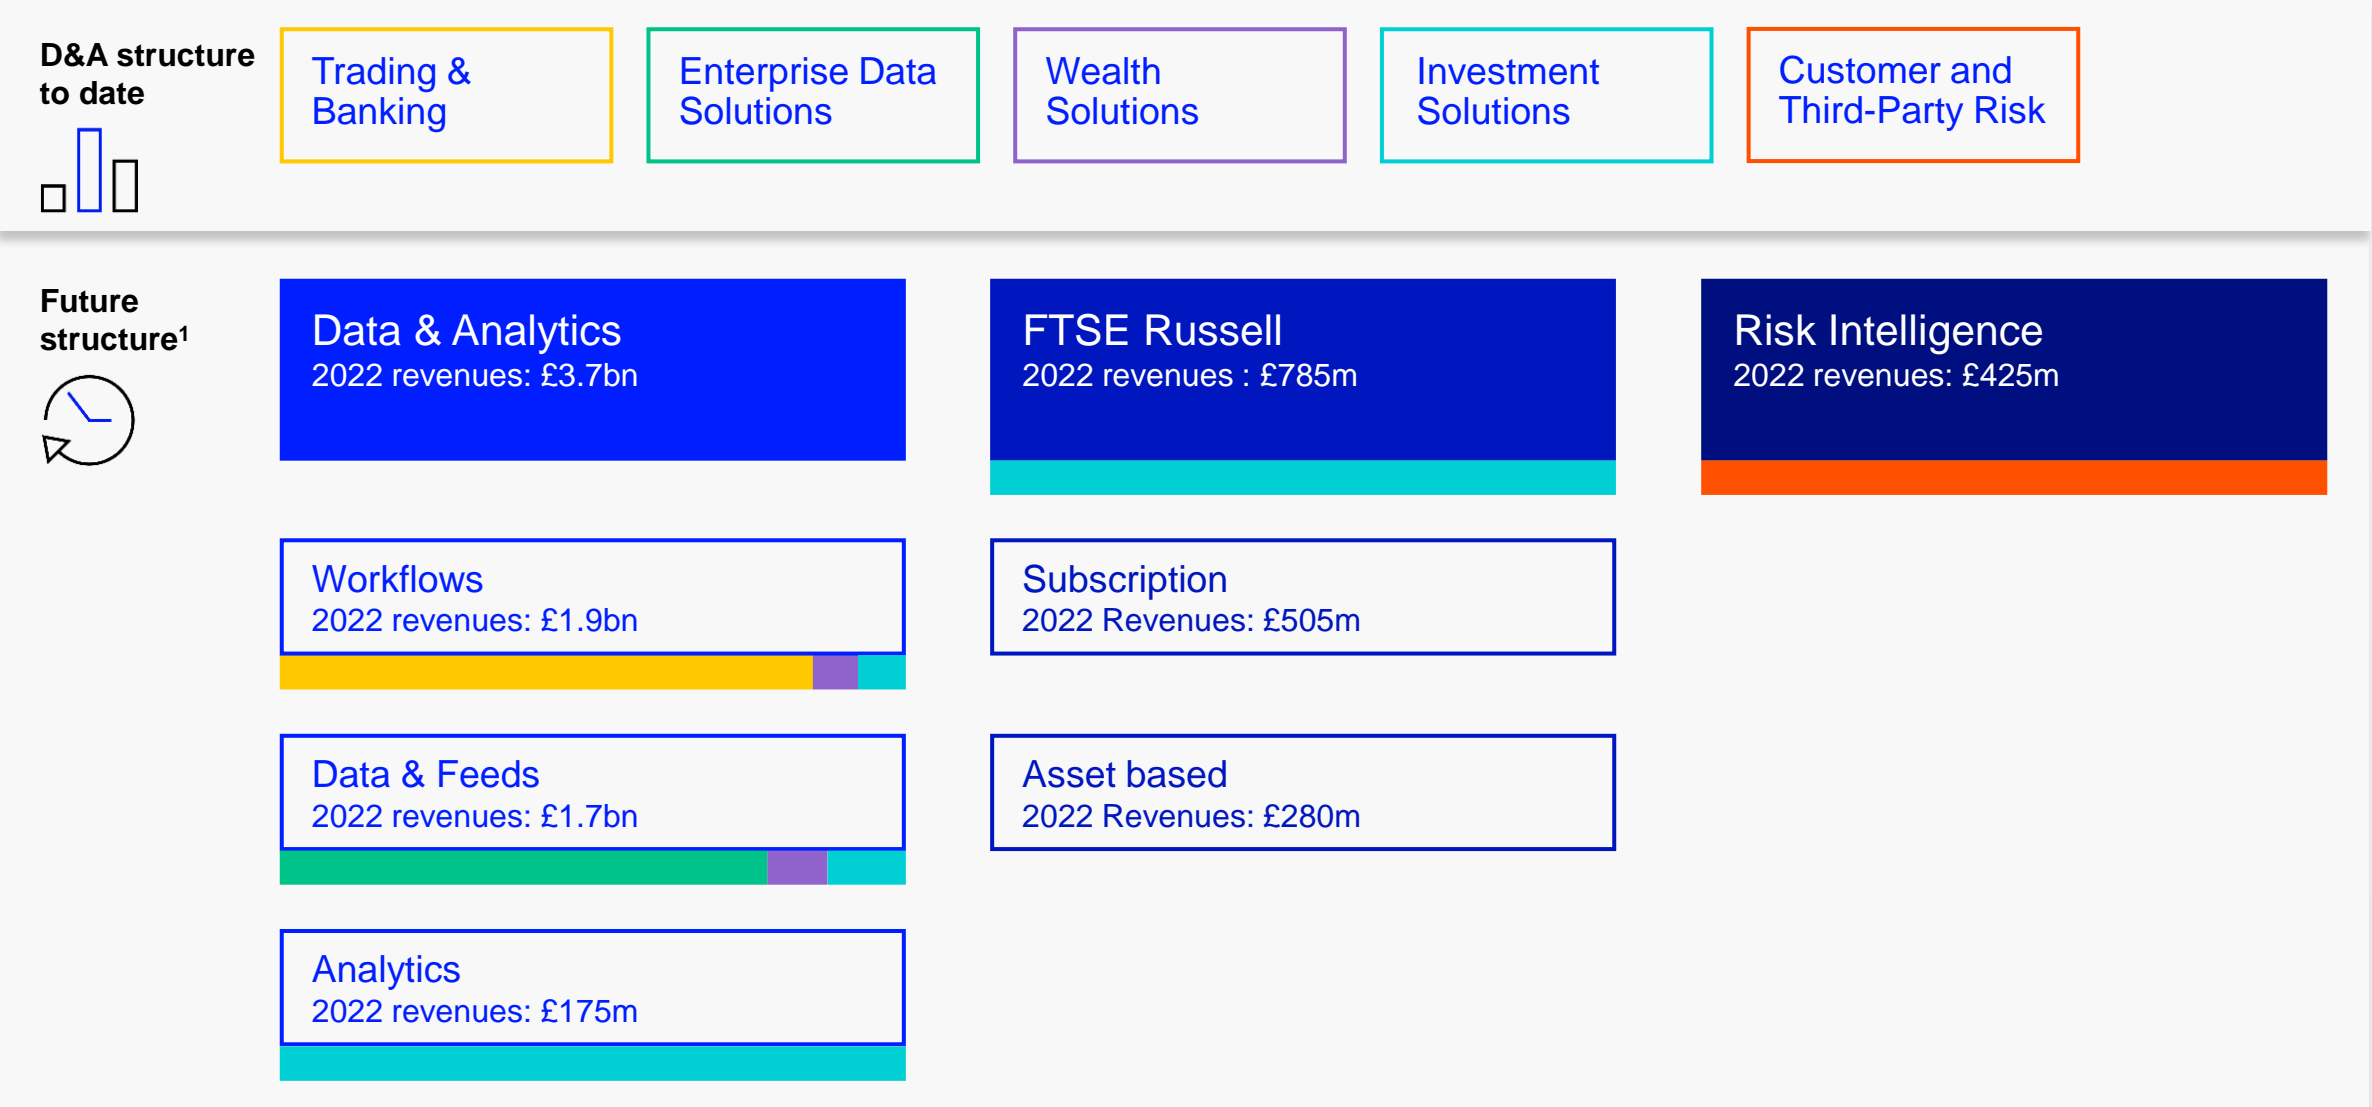 D&A structure
to date
Trading &
Banking
Enterprise Data
Solutions
Wealth
Solutions
Investment
Solutions
Customer and
Third-Party Risk
Future
structure¹
Data & Analytics
2022 revenues: £3.7bn
FTSE Russell
2022 revenues : £785m
Risk Intelligence
2022 revenues: £425m
Workflows
2022 revenues: £1.9bn
Subscription
2022 Revenues: £505m
Data & Feeds
2022 revenues: £1.7bn
Asset based
2022 Revenues: £280m
Analytics
2022 revenues: £175m